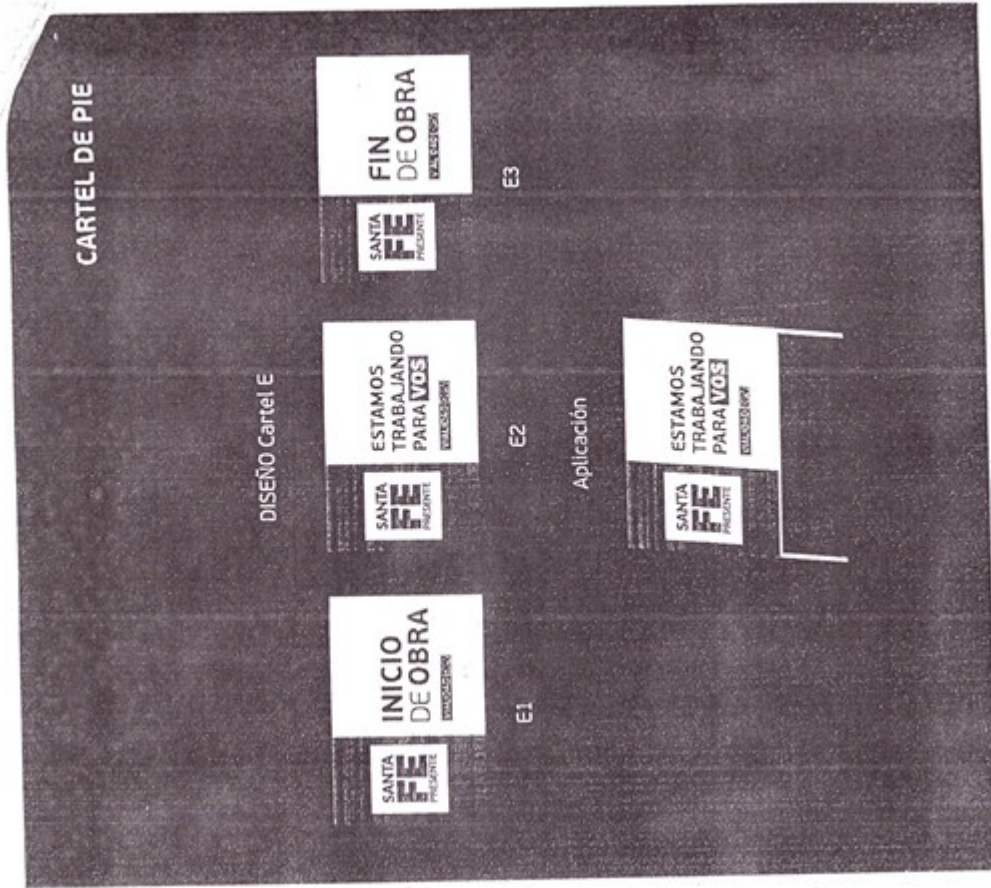 CARTEL DE PIE
DISEÑO Cartel E
SANTA
FE
PRESENTE
INICIO
DE OBRA
E1
SANTA
FE
PRESENTE
ESTAMOS
TRABAJANDO
PARA VOS
E2
SANTA
FE
PRESENTE
FIN
DE OBRA
E3
Aplicación
SANTA
FE
PRESENTE
ESTAMOS
TRABAJANDO
PARA VOS